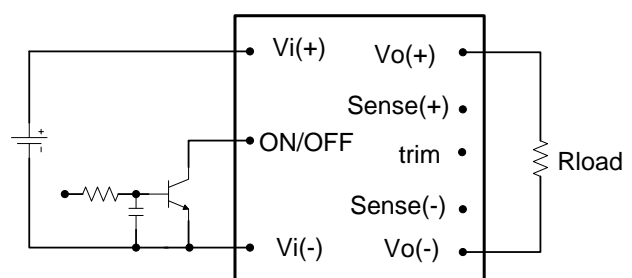 Vi(+)
Vo(+)
Sense(+)
ON/OFF
trim
Rload
Sense(-)
Vi(-)
Vo(-)
+
-